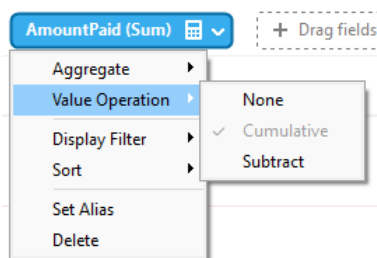 AmountPaid (Sum)
+ Drag fields
Aggregate
Value Operation
None
Display Filter
Cumulative
Sort
Subtract
Set Alias
Delete